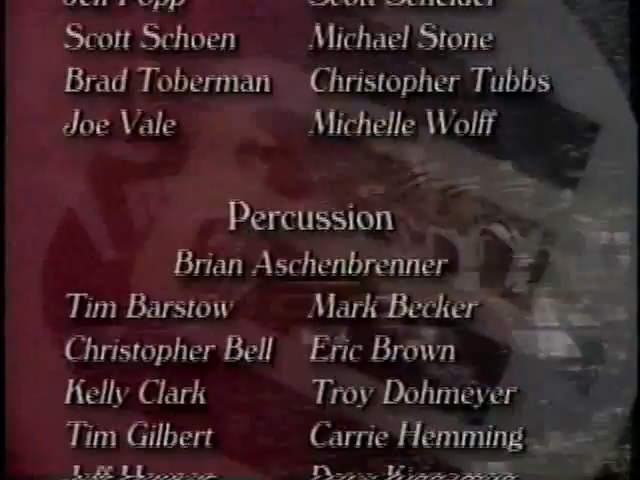 Scott Schoen Michael Stone
Brad Toberman Christopher Tubbs
Joe Vale Michelle Wolff
Percussion
Brian Aschenbrenner
Tim Barstow Mark Becker
Christopher Bell Eric Brown
Kelly Clark Troy Dohmeyer
Tim Gilbert Carrie Hemming